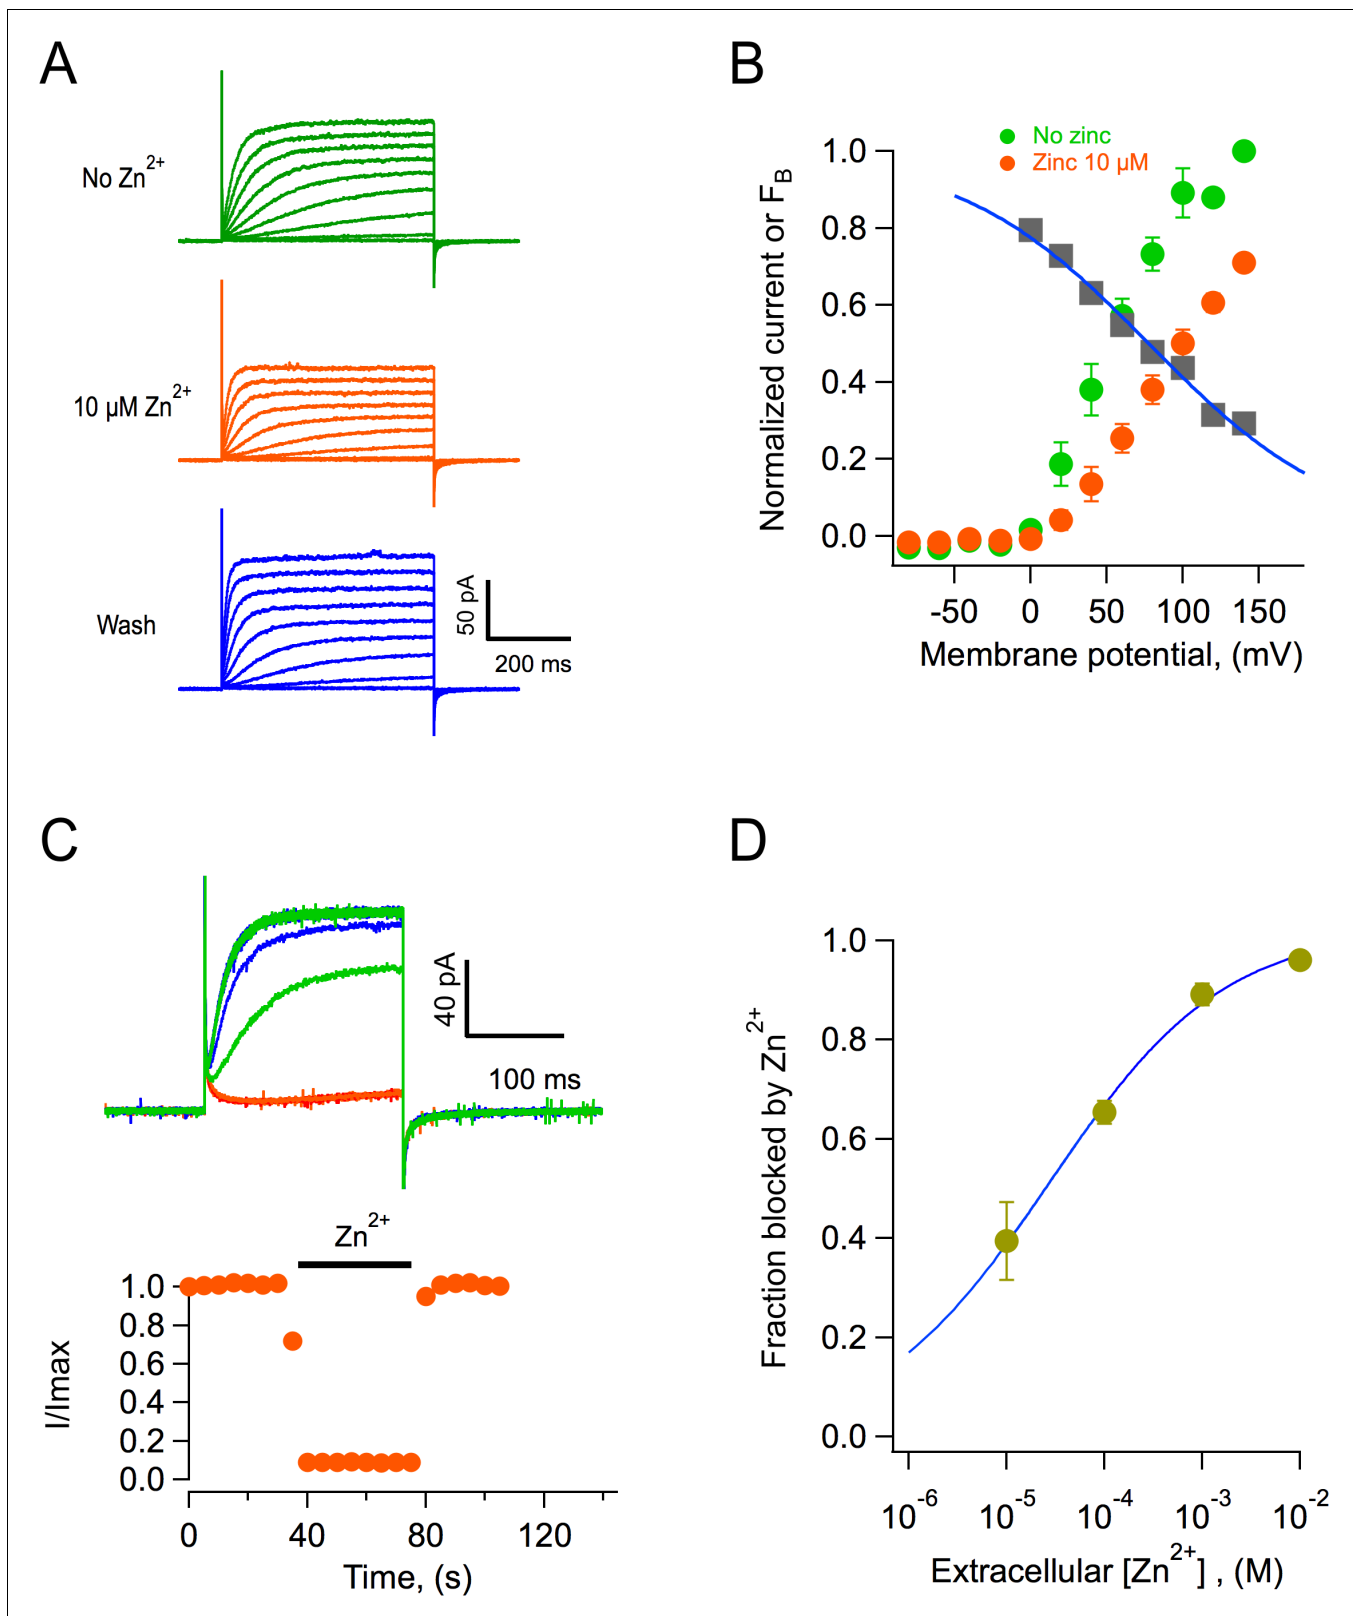 A
No Zn2+
10 µM Zn2+
Wash
50 pA
200 ms
B
No zinc
Zinc 10 µM
Normalized current or FB
1.0
0.8
0.6
0.4
0.2
0.0
-50 0 50 100 150
Membrane potential, (mV)
C
40 pA
100 ms
Zn2+
I/Imax
1.0
0.8
0.6
0.4
0.2
0.0
0 40 80 120
Time, (s)
D
Fraction blocked by Zn2+
1.0
0.8
0.6
0.4
0.2
0.0
10-6 10-5 10-4 10-3 10-2
Extracellular [Zn2+] , (M)